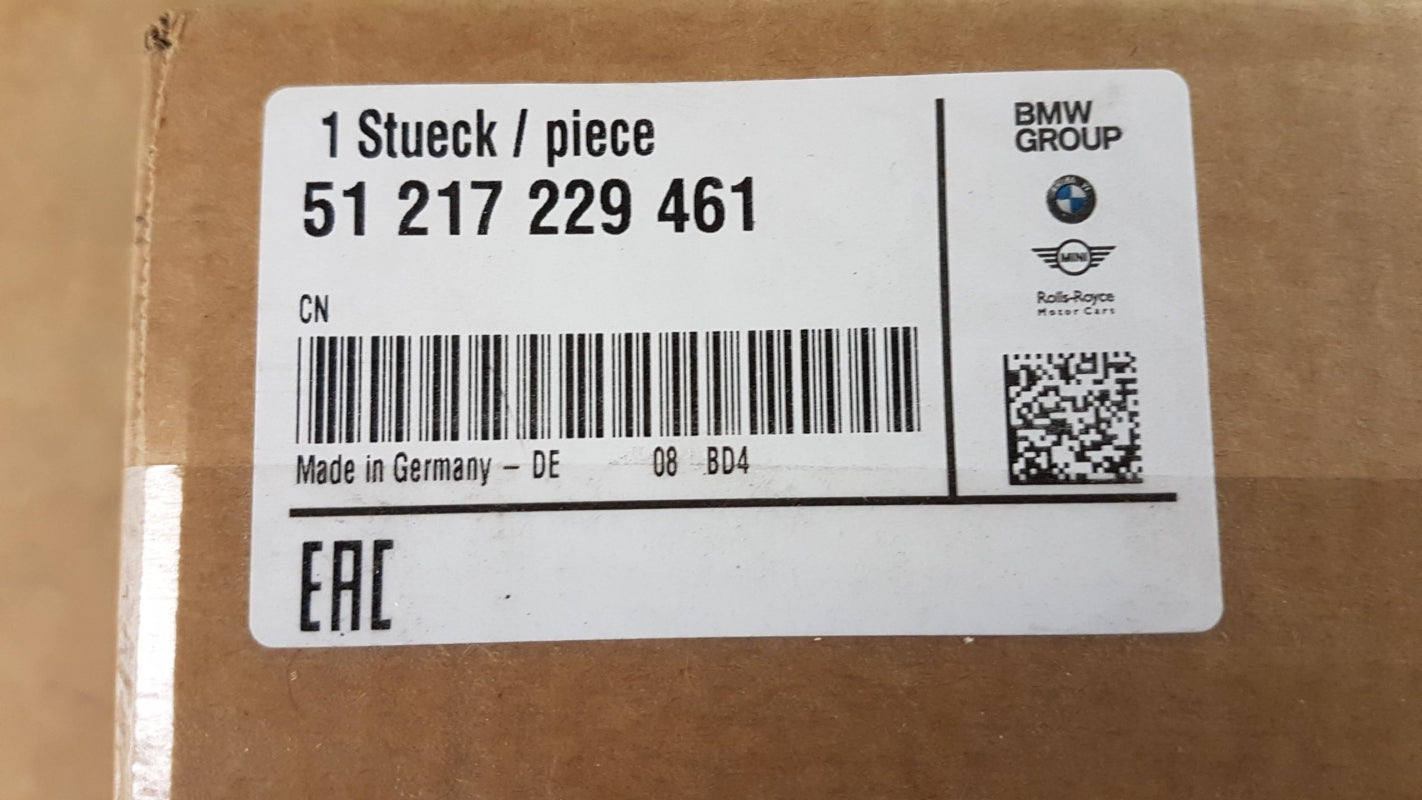 1 Stueck / piece
51 217 229 461
CN
Made in Germany – DE 08 BD4
EAC
BMW
GROUP
MINI
Rolls-Royce
Motor Cars